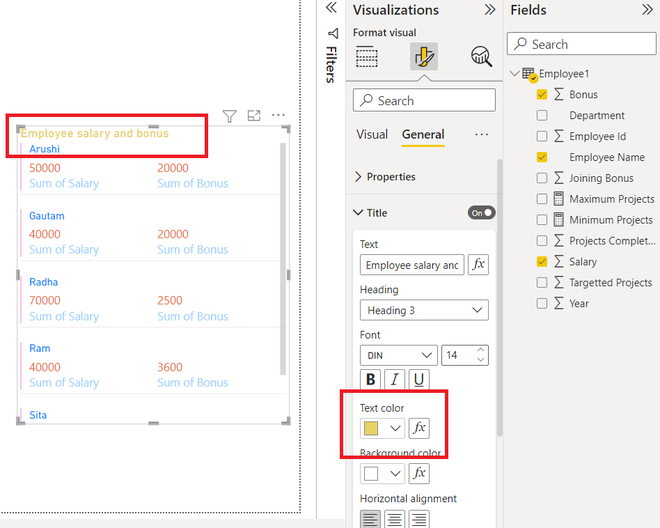 Employee salary and bonus
Arushi
50000 20000
Sum of Salary Sum of Bonus
Gautam
40000 20000
Sum of Salary Sum of Bonus
Radha
70000 2500
Sum of Salary Sum of Bonus
Ram
40000 3600
Sum of Salary Sum of Bonus
Sita
Filters
Visualizations
Format visual
Search
Visual General
Properties
Title On
Text
Employee salary and fx
Heading
Heading 3
Font
DIN 14
B I U
Text color
fx
Background color
fx
Horizontal alignment
Fields
Search
Employee1
Bonus
Department
Employee Id
Employee Name
Joining Bonus
Maximum Projects
Minimum Projects
Projects Complet...
Salary
Targetted Projects
Year